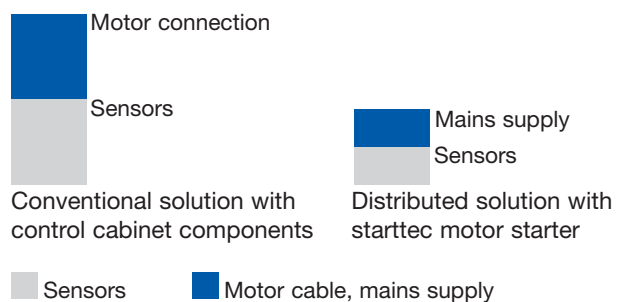 Motor connection
Sensors
Mains supply
Sensors
Conventional solution with
control cabinet components
Distributed solution with
starttec motor starter
Sensors
Motor cable, mains supply